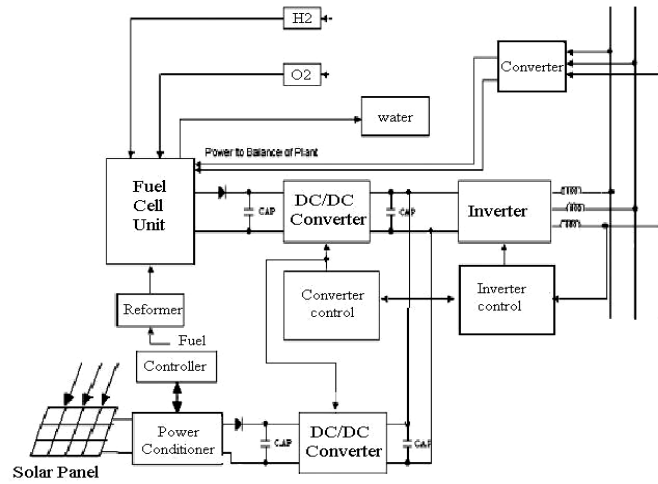 H2
O2
Converter
water
Power to Balance of Plant
Fuel
Cell
Unit
CAP
DC/DC
Converter
CAP
Inverter
Converter
control
Inverter
control
Reformer
Fuel
Controller
Power
Conditioner
CAP
DC/DC
Converter
CAP
Solar Panel